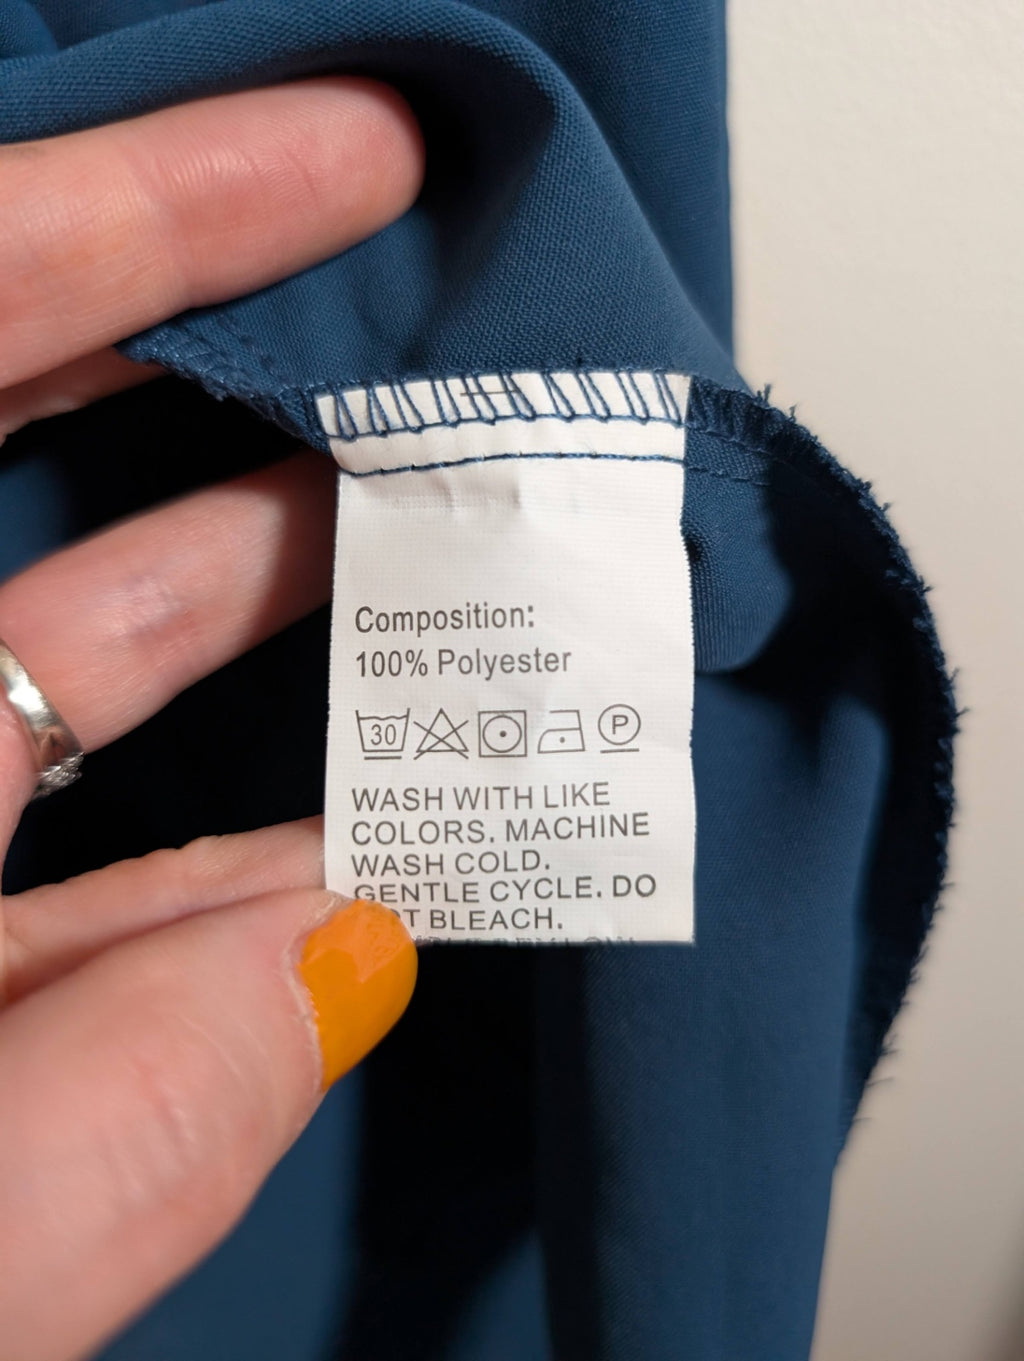 Composition:
100% Polyester
30 P
WASH WITH LIKE
COLORS. MACHINE
WASH COLD.
GENTLE CYCLE. DO
BLEACH.